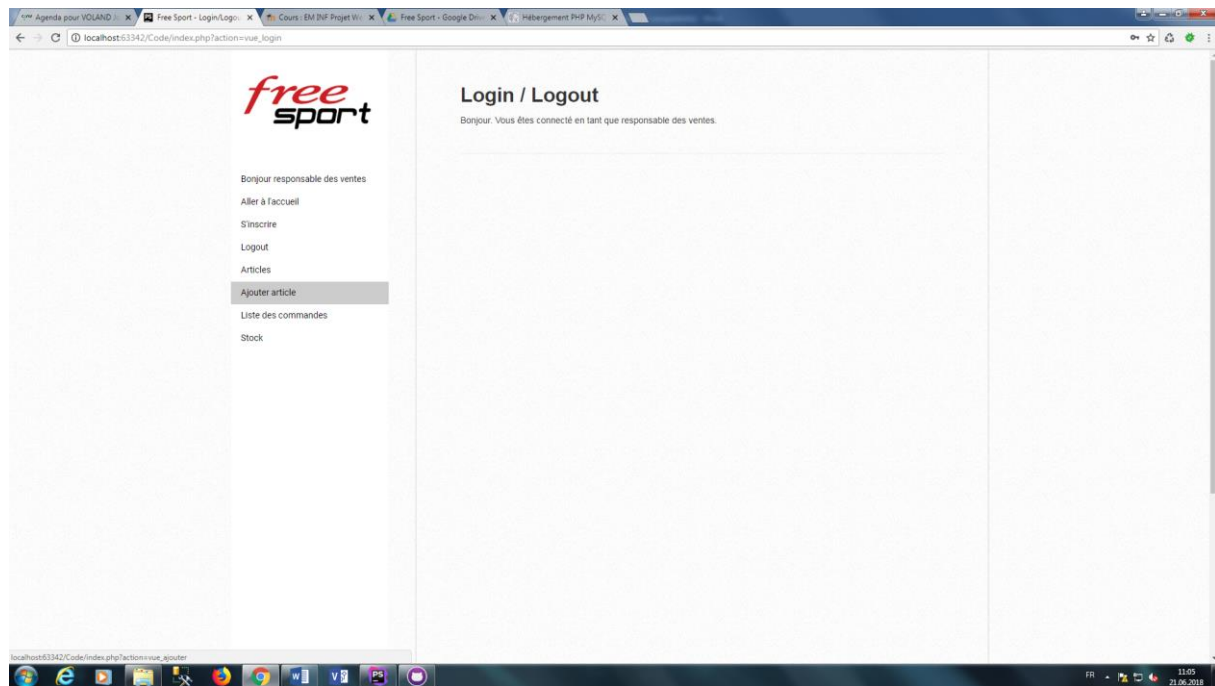 Agenda pour VOLAND J
Free Sport - Login/Logou
Cours : EM INF Projet We
Free Sport - Google Driv
Hébergement PHP MySQ
localhost:63342/Code/index.php?action=vue_login
free
sport
Login / Logout
Bonjour. Vous êtes connecté en tant que responsable des ventes.
Bonjour responsable des ventes
Aller à l'accueil
S'inscrire
Logout
Articles
Ajouter article
Liste des commandes
Stock
localhost:63342/Code/index.php?action=vue_ajouter
FR
11:05
21.06.2018